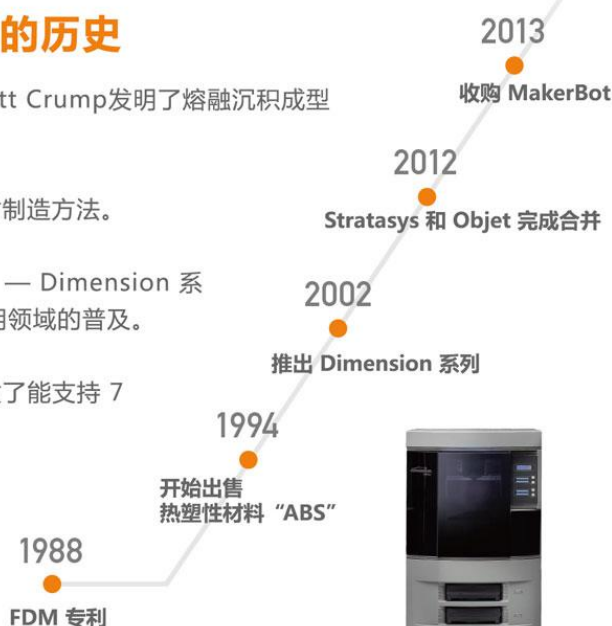 的历史
tt Crump发明了熔融沉积成型
制造方法。
— Dimension 系
领域的普及。
了能支持 7
2013
收购 MakerBot
2012
Stratasys 和 Objet 完成合并
2002
推出 Dimension 系列
1994
开始出售
热塑性材料 “ABS”
1988
FDM 专利